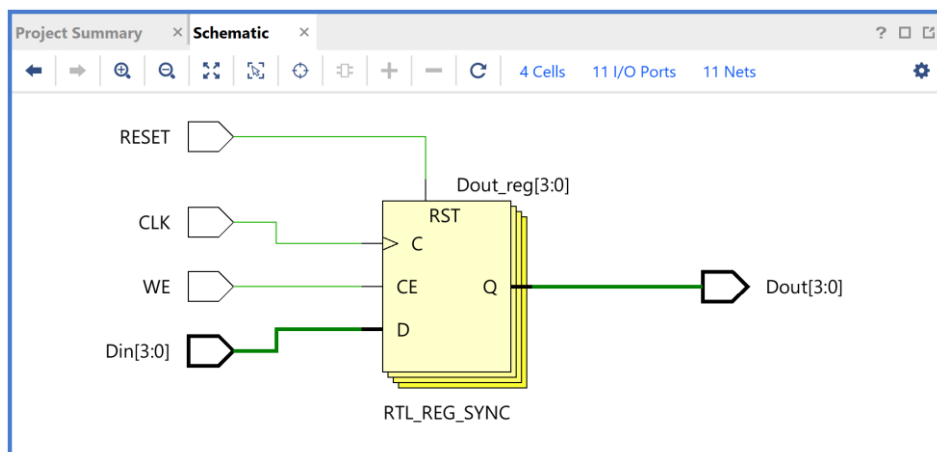 Project Summary × Schematic × ?
4 Cells 11 I/O Ports 11 Nets
RESET
Dout_reg[3:0]
RST
CLK
C
WE
CE Q
Dout[3:0]
Din[3:0]
D
RTL_REG_SYNC